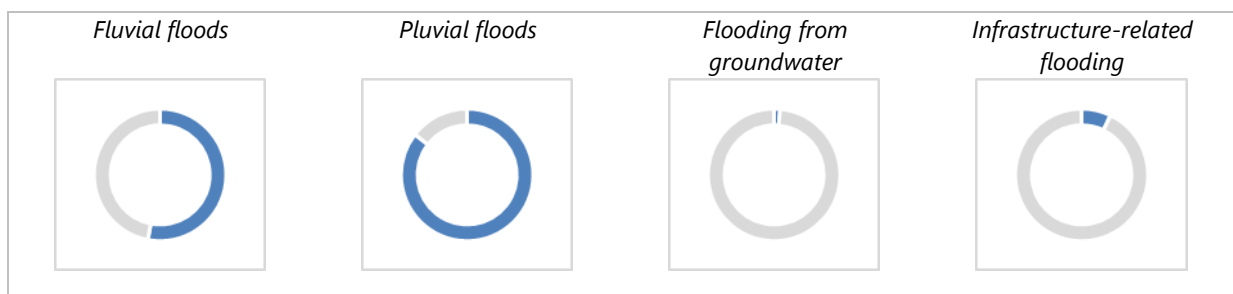 Fluvial floods
Pluvial floods
Flooding from
groundwater
Infrastructure-related
flooding